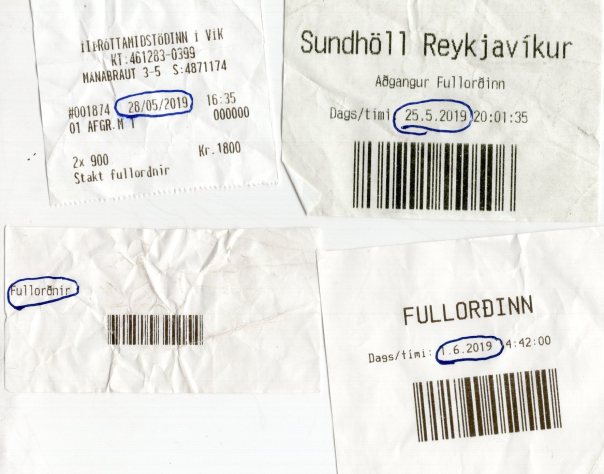 ÍÞRÓTTAMIÐSTÖÐINN í VíK
KT:461283-0399
MÁNABRAUT 3-5 S:4871174
#001874 28/05/2019 16:35
01 AFGR.M 1 000000
2x 900 Kr.1800
Stakt fullordnir
Sundhöll Reykjavíkur
Aðgangur Fullorðinn
Dags/tími 25.5.2019 20:01:35
Fullorðnir
FULLORÐINN
Dags/tími: 1.6.2019 4:42:00